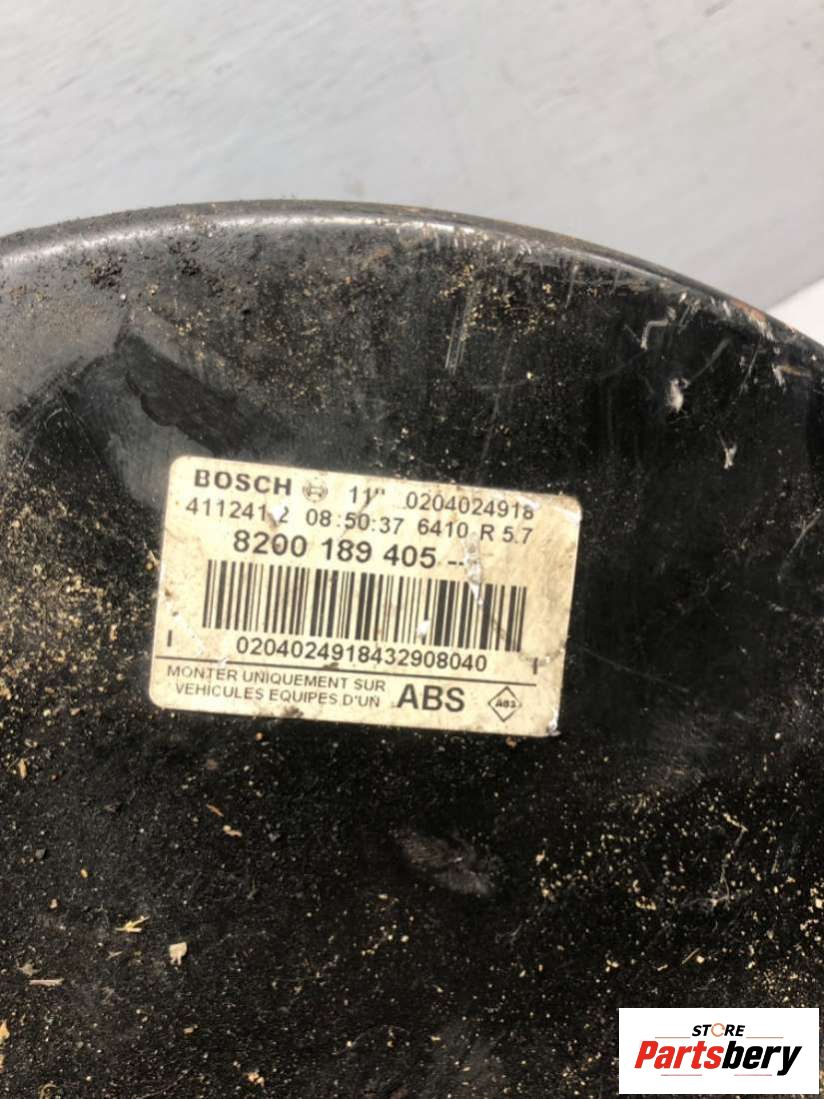 BOSCH 11" 0204024918
4112412 08:50:37 6410 R 5.7
8200 189 405 --
0204024918432908040
MONTER UNIQUEMENT SUR
VEHICULES EQUIPES D'UN ABS
ABS
STORE
Partsbery